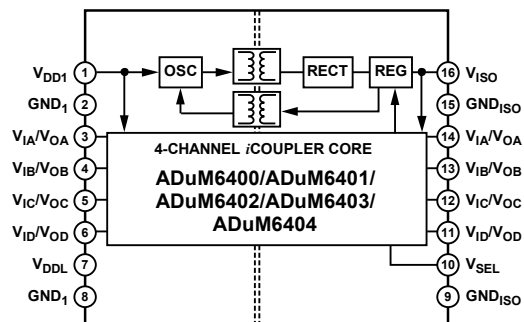 VDD1 1 OSC RECT REG 16 VISO
GND1 2 15 GNDISO
VIA/VOA 3 14 VIA/VOA
4-CHANNEL iCOUPLER CORE
VIB/VOB 4 13 VIB/VOB
ADuM6400/ADuM6401/
VIC/VOC 5 12 VIC/VOC
ADuM6402/ADuM6403/
ADuM6404
VID/VOD 6 11 VID/VOD
VDDL 7 10 VSEL
GND1 8 9 GNDISO